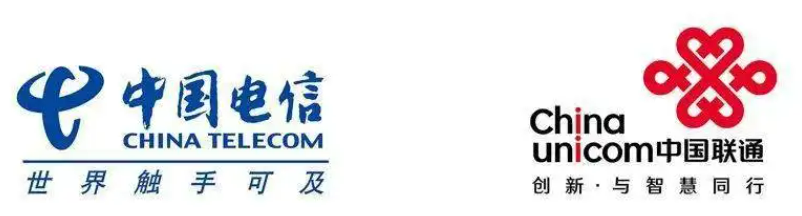 中国电信
CHINA TELECOM
世界触手可及
China
unicom中国联通
创新·与智慧同行